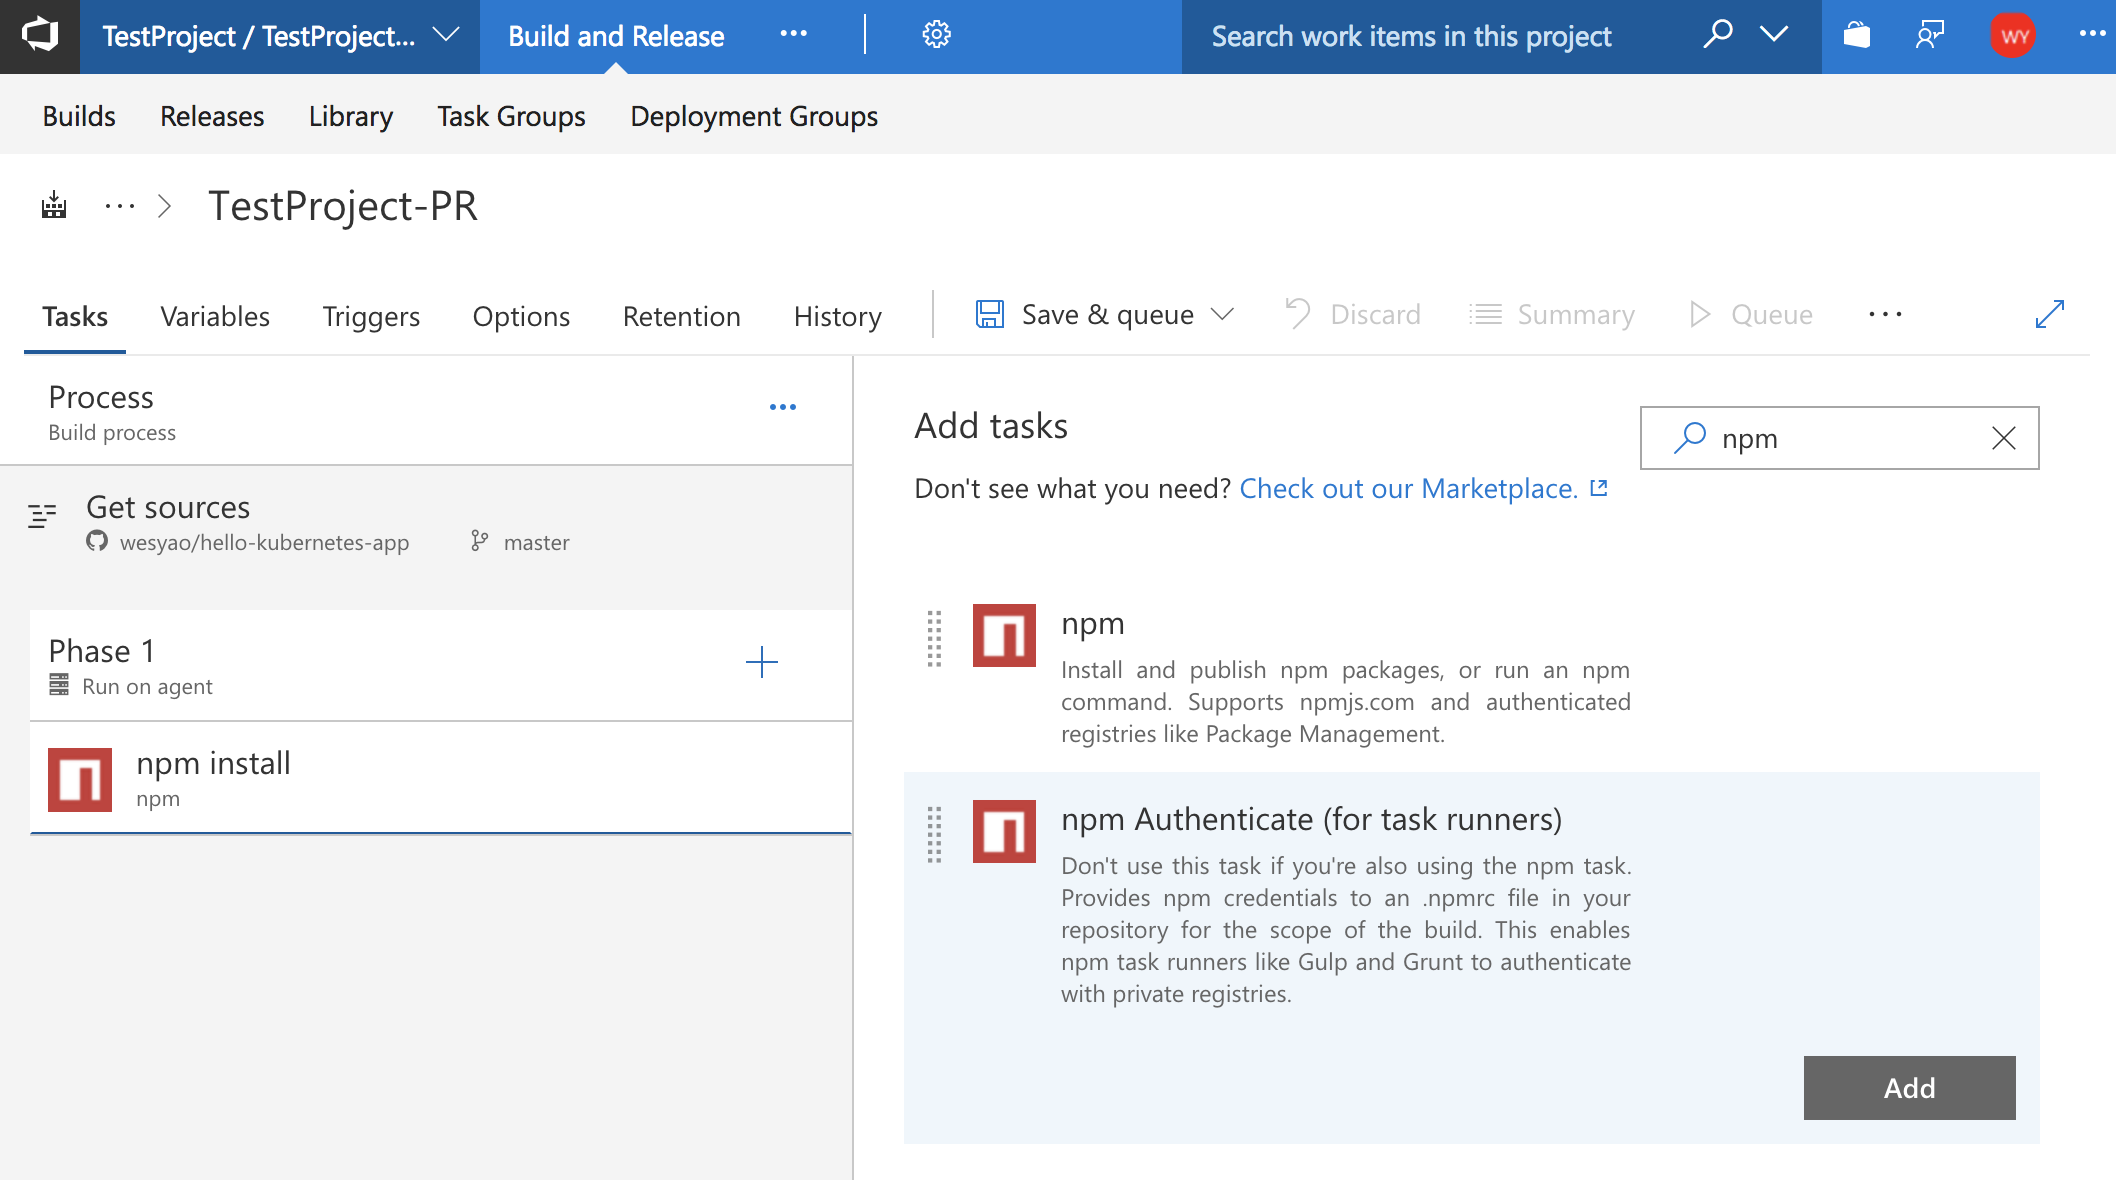 TestProject / TestProject...
Build and Release
Search work items in this project
WY
Builds
Releases
Library
Task Groups
Deployment Groups
TestProject-PR
Tasks
Variables
Triggers
Options
Retention
History
Save & queue
Discard
Summary
Queue
Process
Build process
Get sources
wesyao/hello-kubernetes-app
master
Phase 1
Run on agent
npm install
npm
Add tasks
npm
Don't see what you need? Check out our Marketplace.
npm
Install and publish npm packages, or run an npm
command. Supports npmjs.com and authenticated
registries like Package Management.
npm Authenticate (for task runners)
Don't use this task if you're also using the npm task.
Provides npm credentials to an .npmrc file in your
repository for the scope of the build. This enables
npm task runners like Gulp and Grunt to authenticate
with private registries.
Add